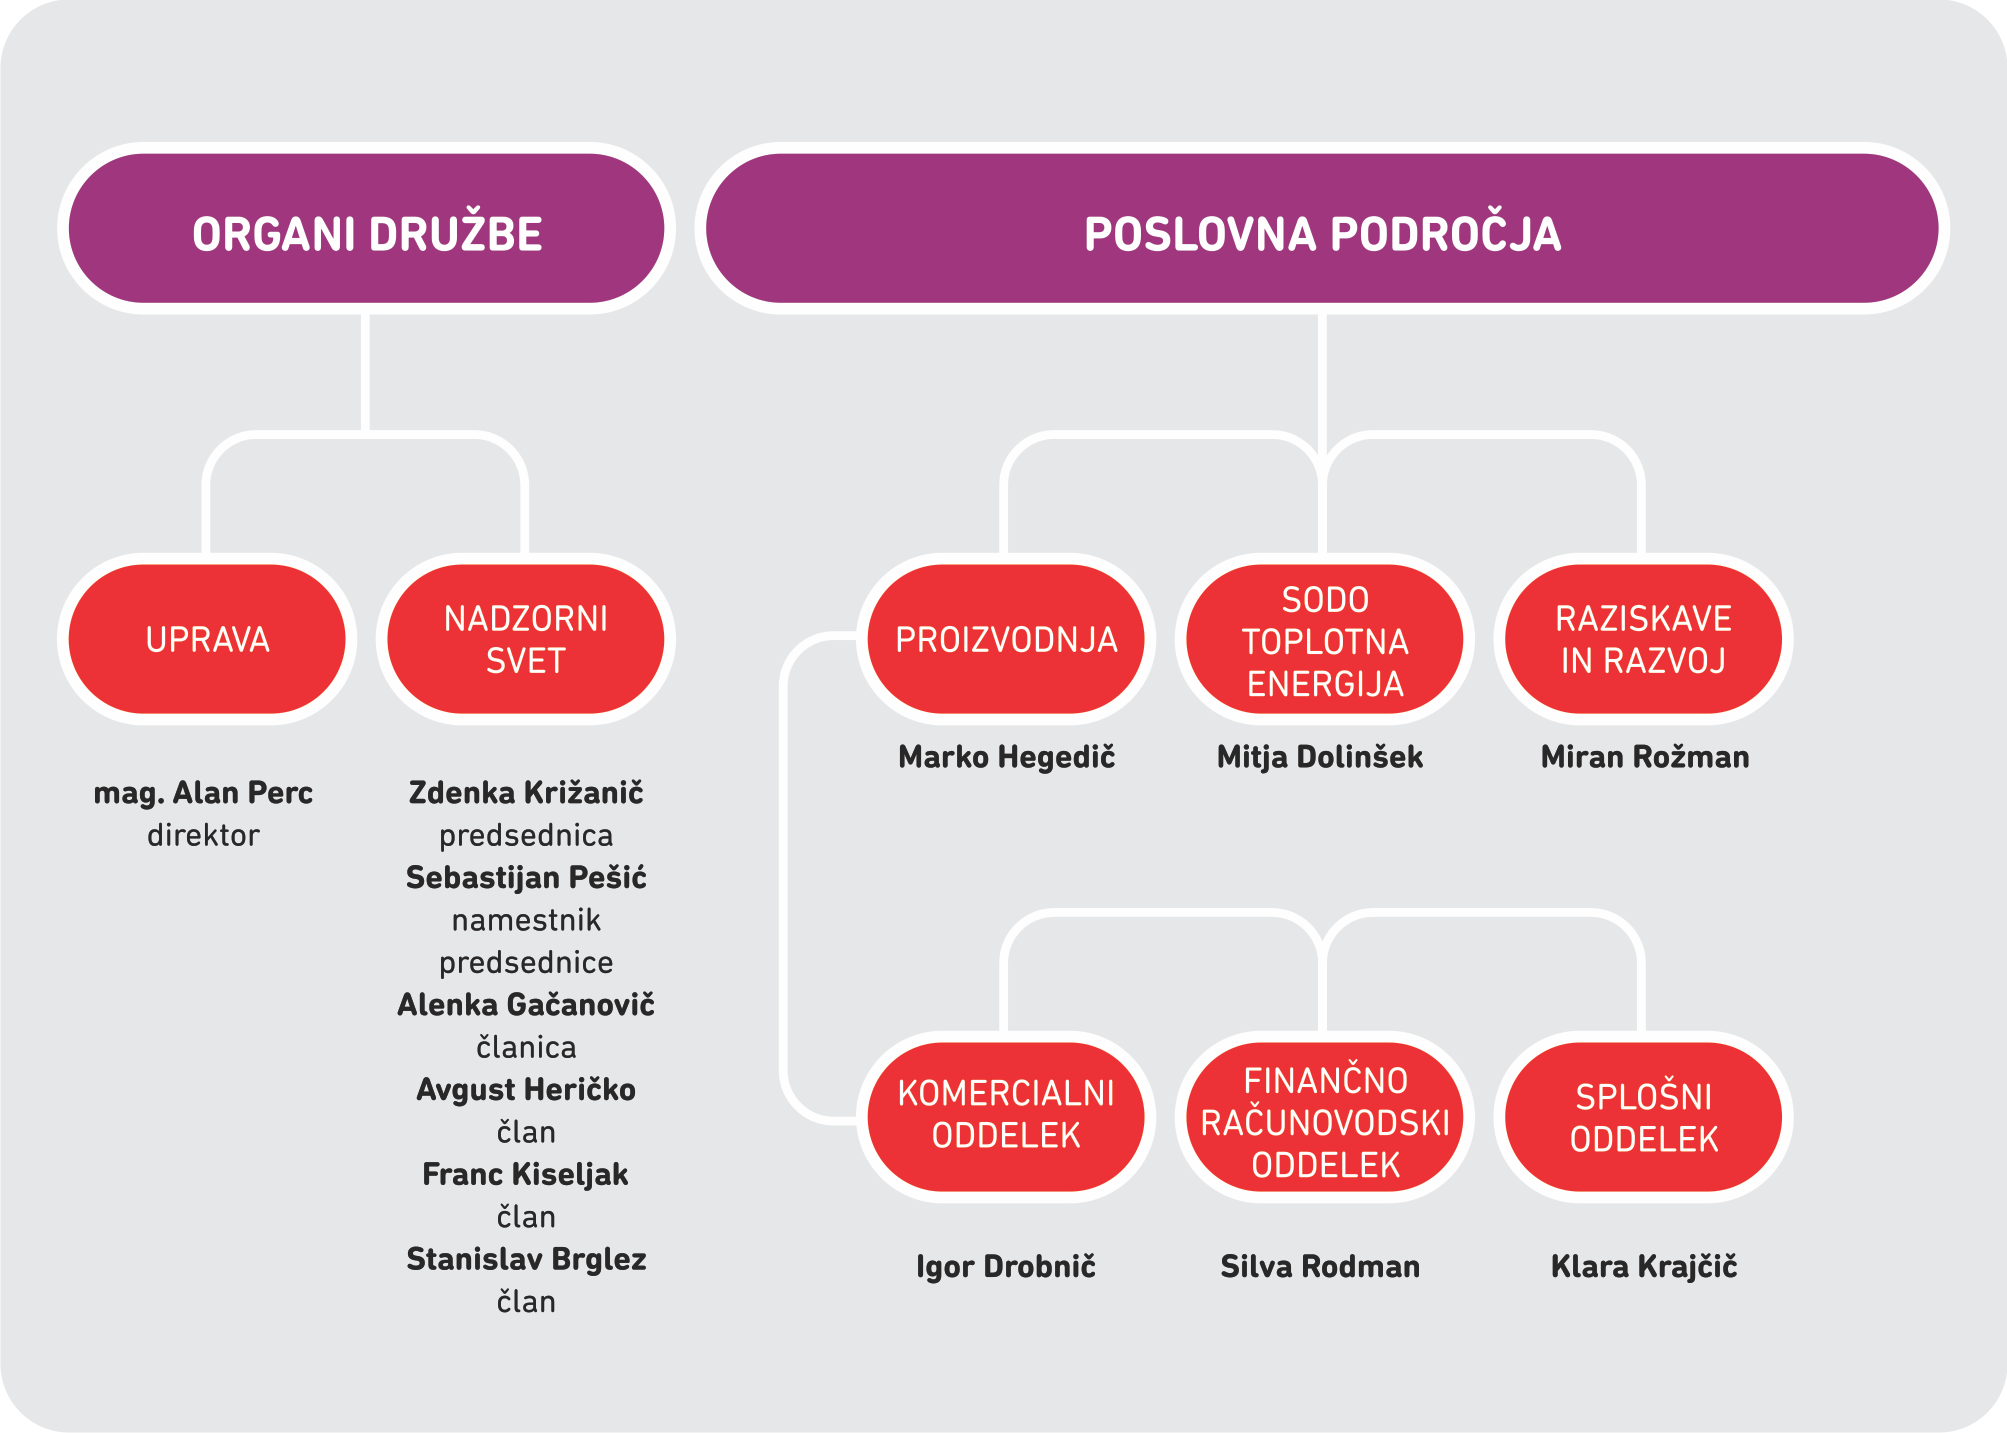 ORGANI DRUŽBE
POSLOVNA PODROČJA
UPRAVA
mag. Alan Perc
direktor
NADZORNI
SVET
Zdenka Križanič
predsednica
Sebastijan Pešić
namestnik
predsednice
Alenka Gačanovič
članica
Avgust Heričko
član
Franc Kiseljak
član
Stanislav Brglez
član
PROIZVODNJA
Marko Hegedič
SODO
TOPLOTNA
ENERGIJA
Mitja Dolinšek
RAZISKAVE
IN RAZVOJ
Miran Rožman
KOMERCIALNI
ODDELEK
Igor Drobnič
FINANČNO
RAČUNOVODSKI
ODDELEK
Silva Rodman
SPLOŠNI
ODDELEK
Klara Krajčič